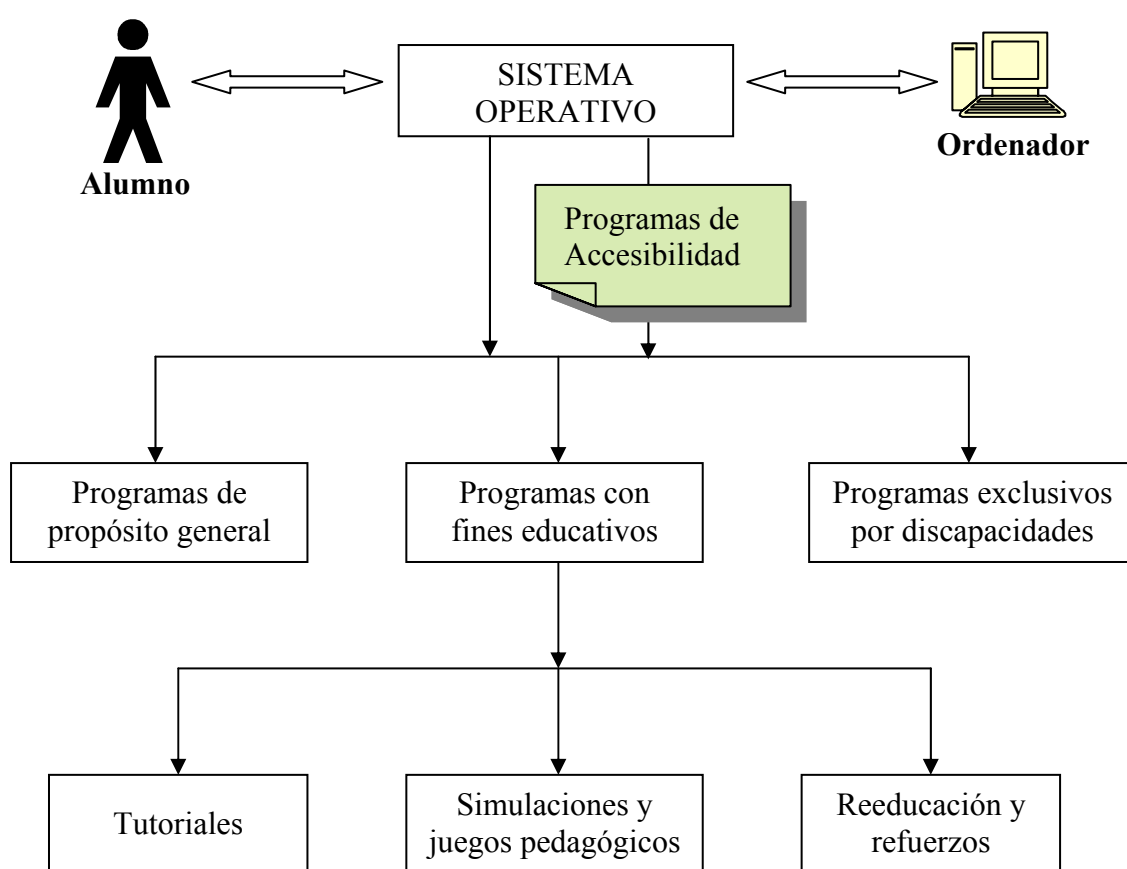 SISTEMA
OPERATIVO
Alumno
Ordenador
Programas de
Accesibilidad
Programas de
propósito general
Programas con
fines educativos
Programas exclusivos
por discapacidades
Tutoriales
Simulaciones y
juegos pedagógicos
Reeducación y
refuerzos